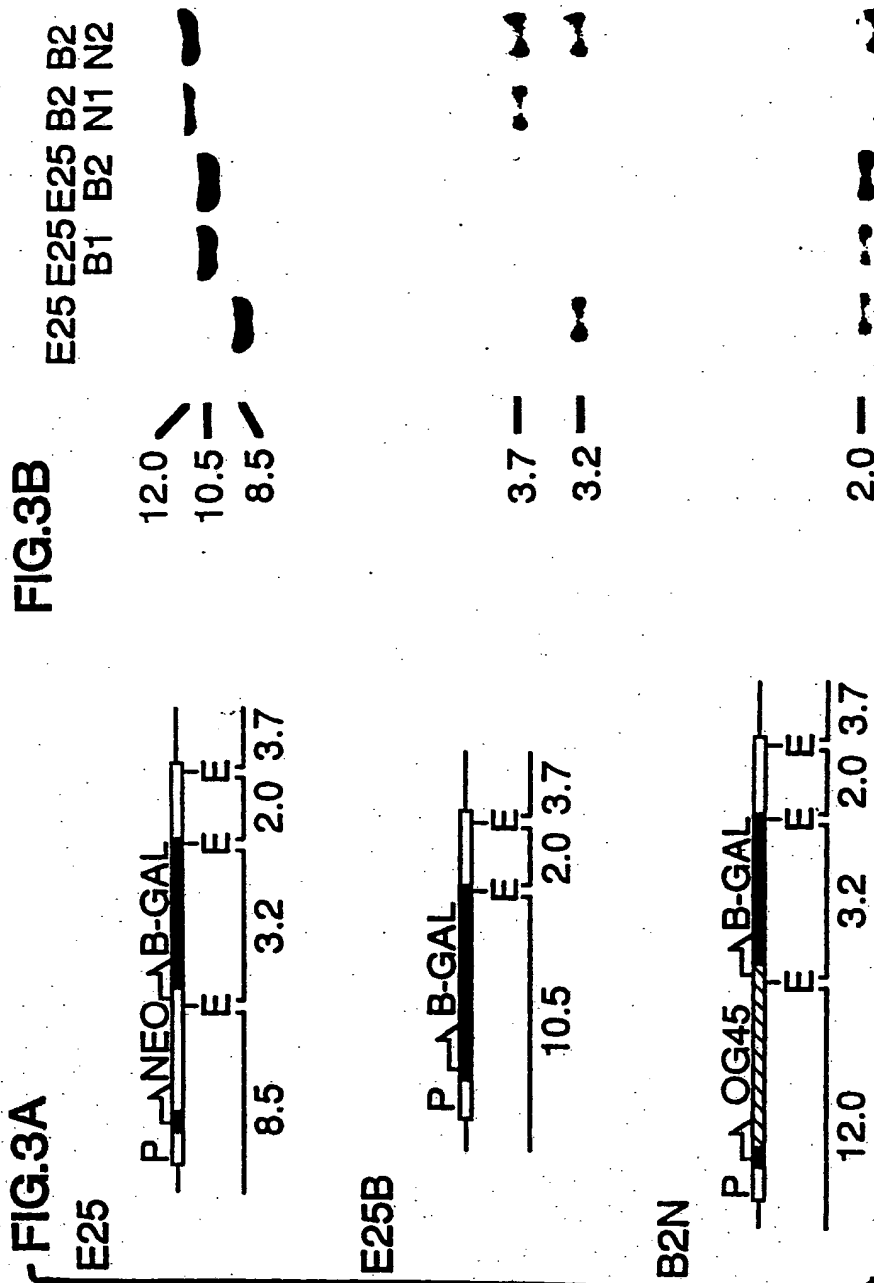 FIG.3A
E25
P NEO B-GAL
E E E
8.5 3.2 2.0 3.7
E25B
P B-GAL
E E
10.5 2.0 3.7
B2N
P OG45 B-GAL
E E E
12.0 3.2 2.0 3.7
FIG.3B
E25 E25 E25 B2 B2
B1 B2 N1 N2
12.0
10.5
8.5
3.7
3.2
2.0